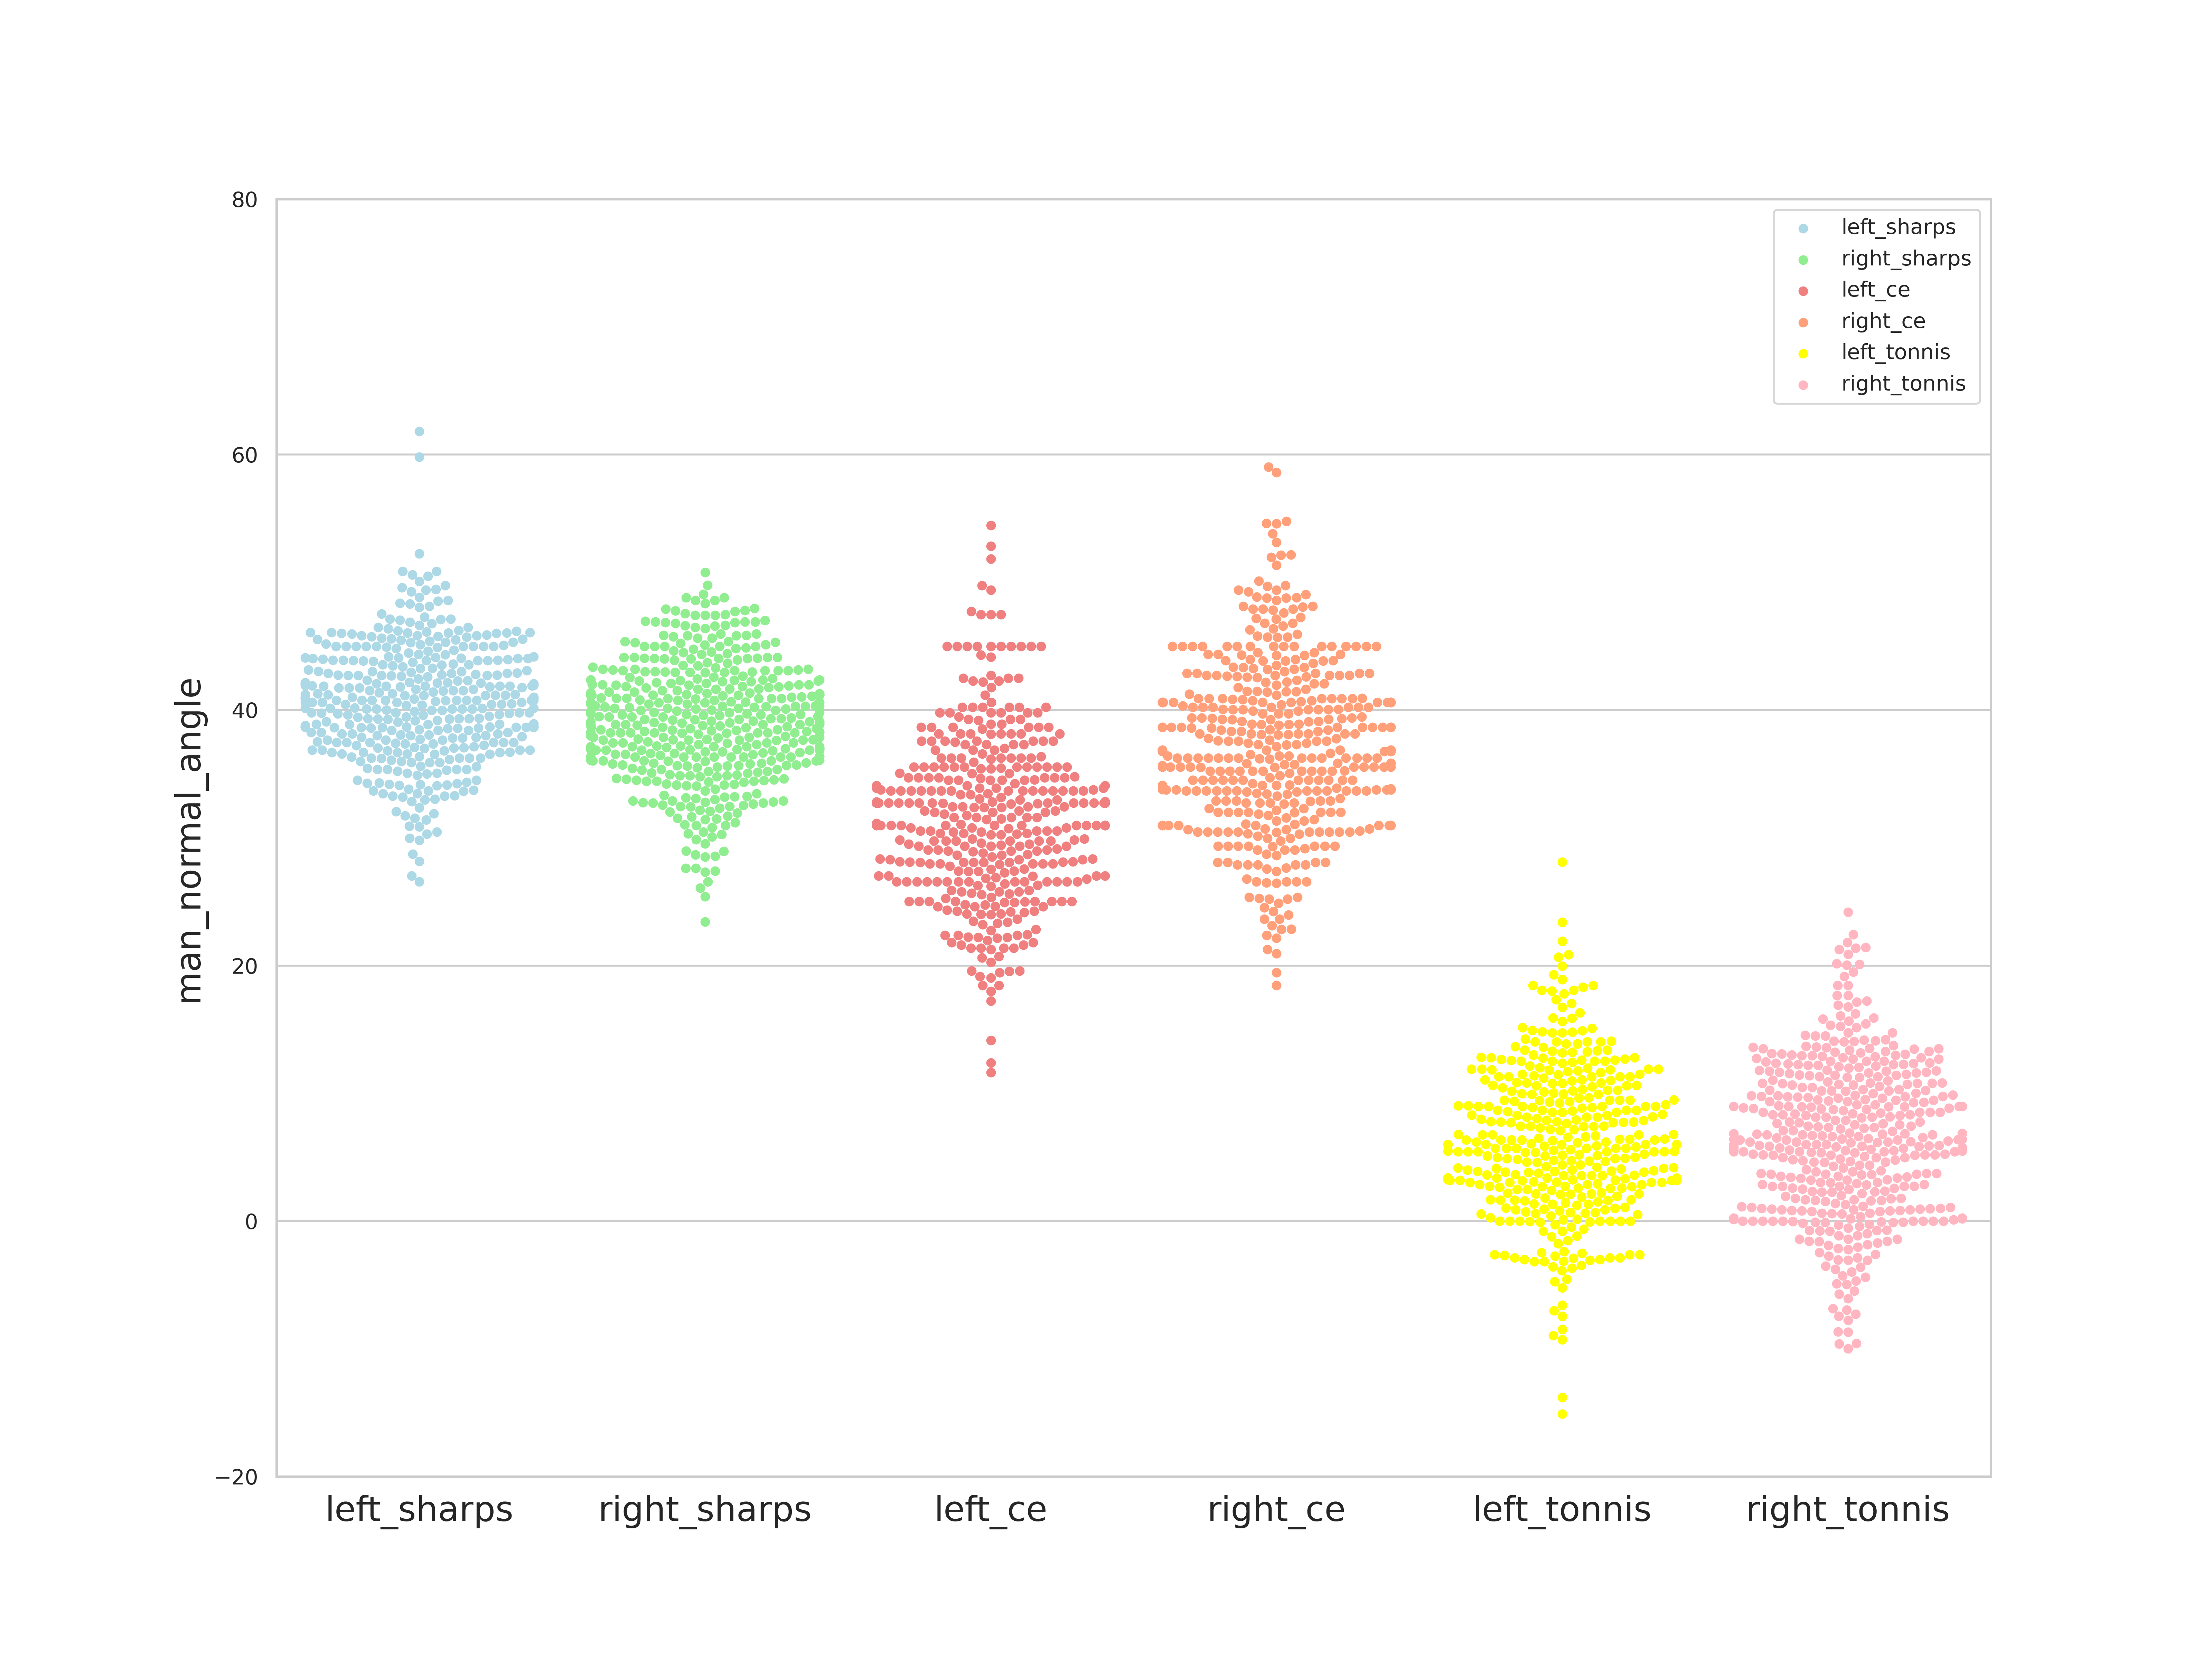 80
60
40
20
0
−20
man_normal_angle
left_sharps
right_sharps
left_ce
right_ce
left_tonnis
right_tonnis
left_sharps
right_sharps
left_ce
right_ce
left_tonnis
right_tonnis